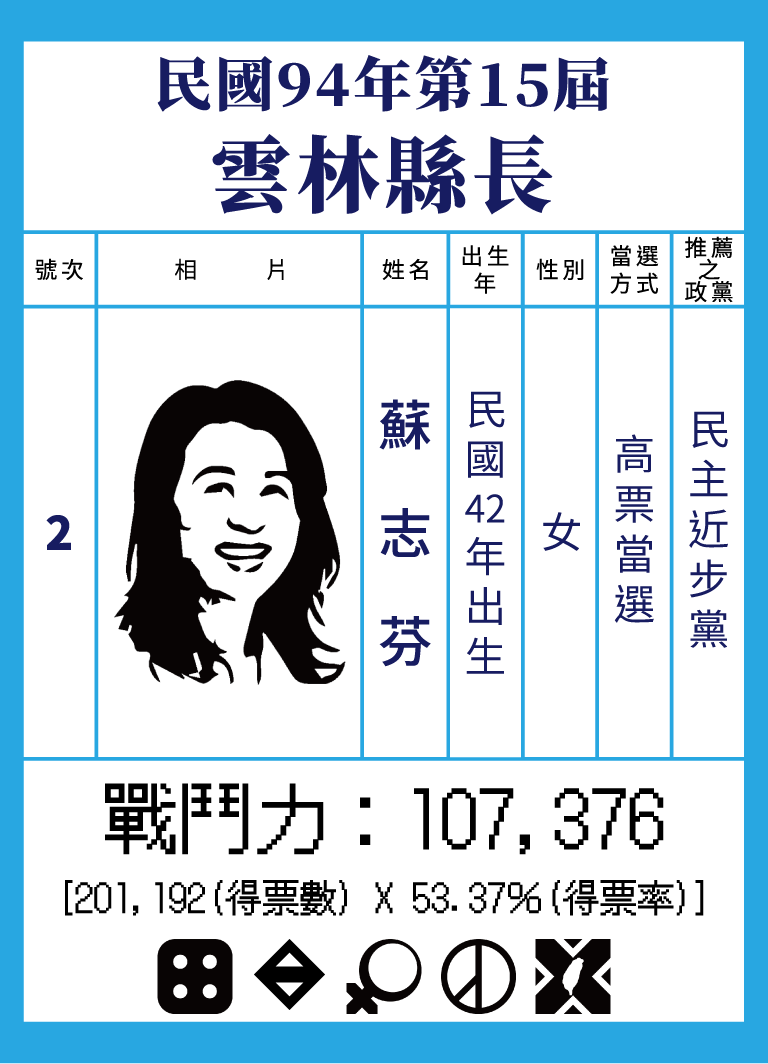 民國94年第15屆
雲林縣長
號次
相 片
姓名
出生
年
性別
當選
方式
推薦
之
政黨
2
蘇志芬
民國42年出生
女
高票當選
民主近步黨
戰鬥力：107,376
[201,192(得票數) X 53.37%(得票率)]